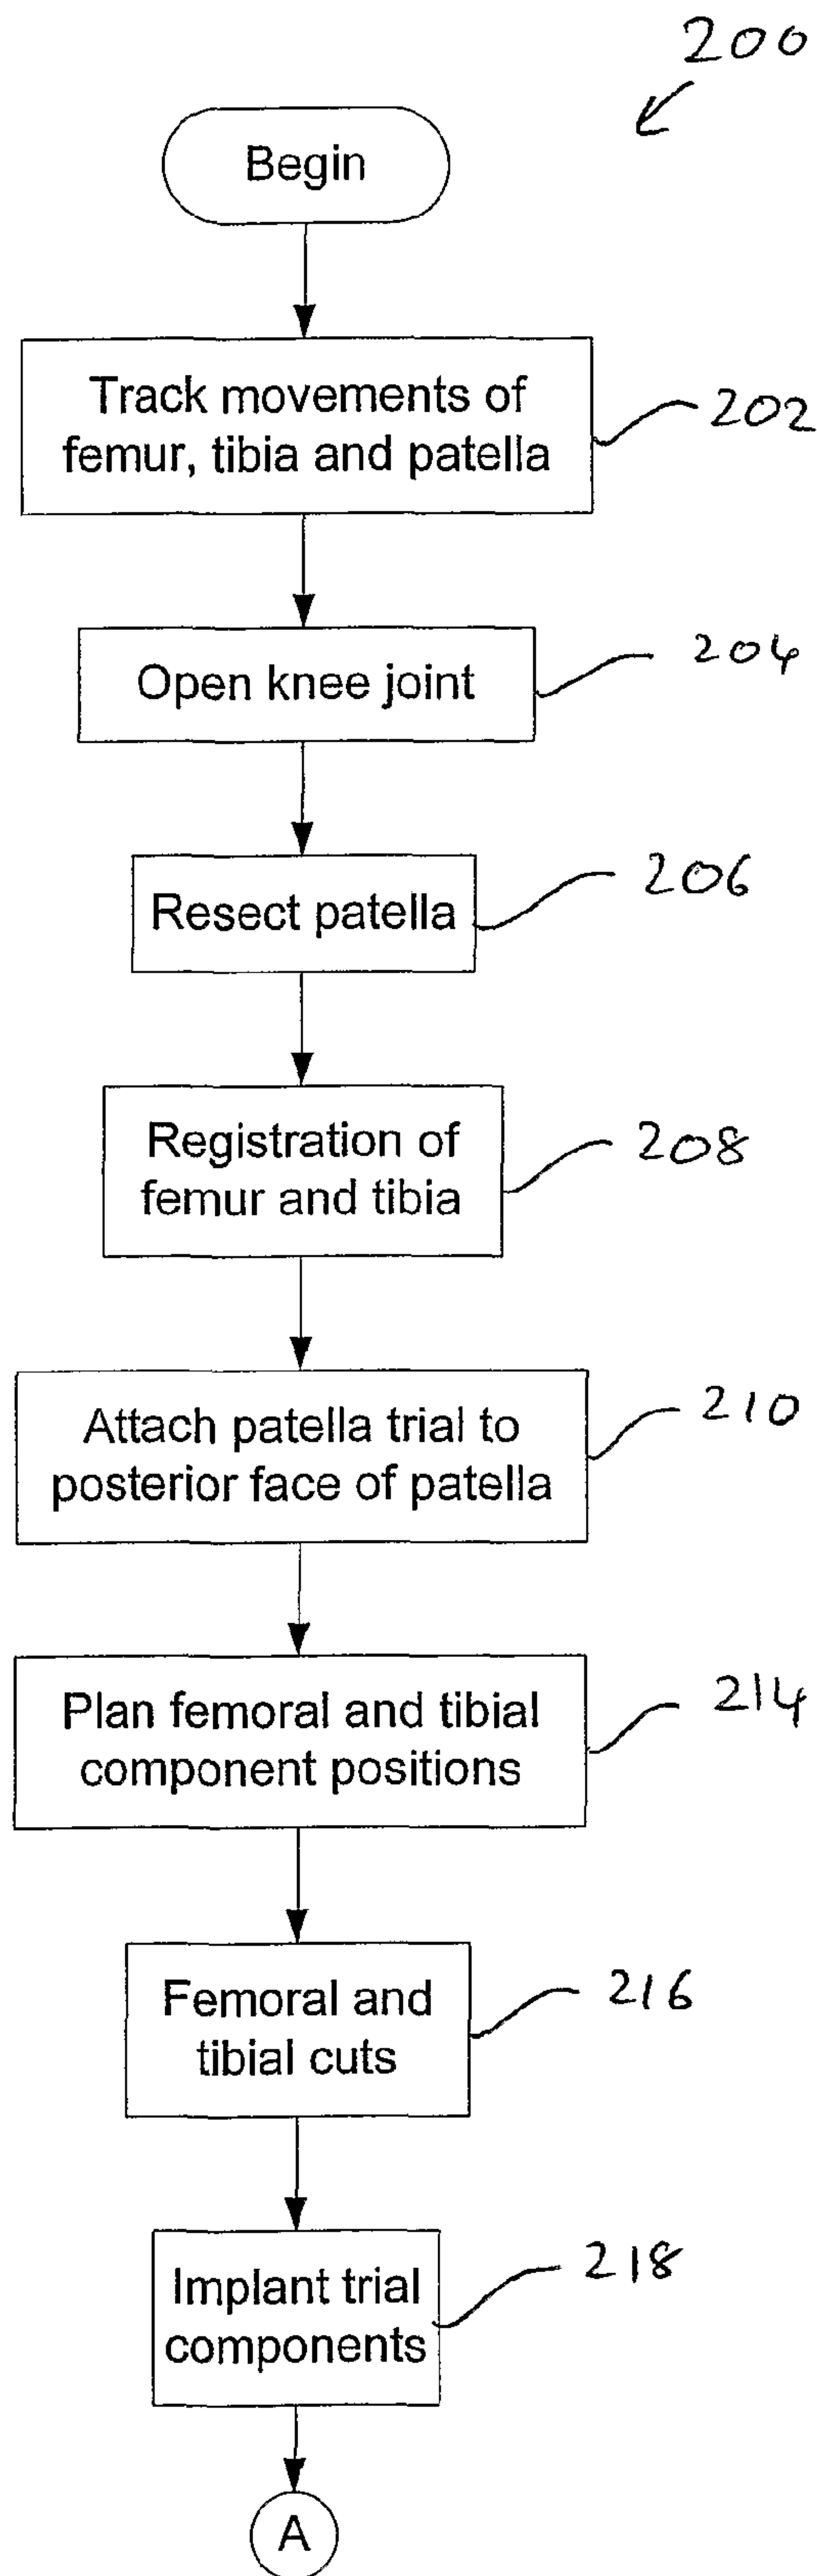 200
Begin
Track movements of
femur, tibia and patella
202
Open knee joint
204
Resect patella
206
Registration of
femur and tibia
208
Attach patella trial to
posterior face of patella
210
Plan femoral and tibial
component positions
214
Femoral and
tibial cuts
216
Implant trial
components
218
A